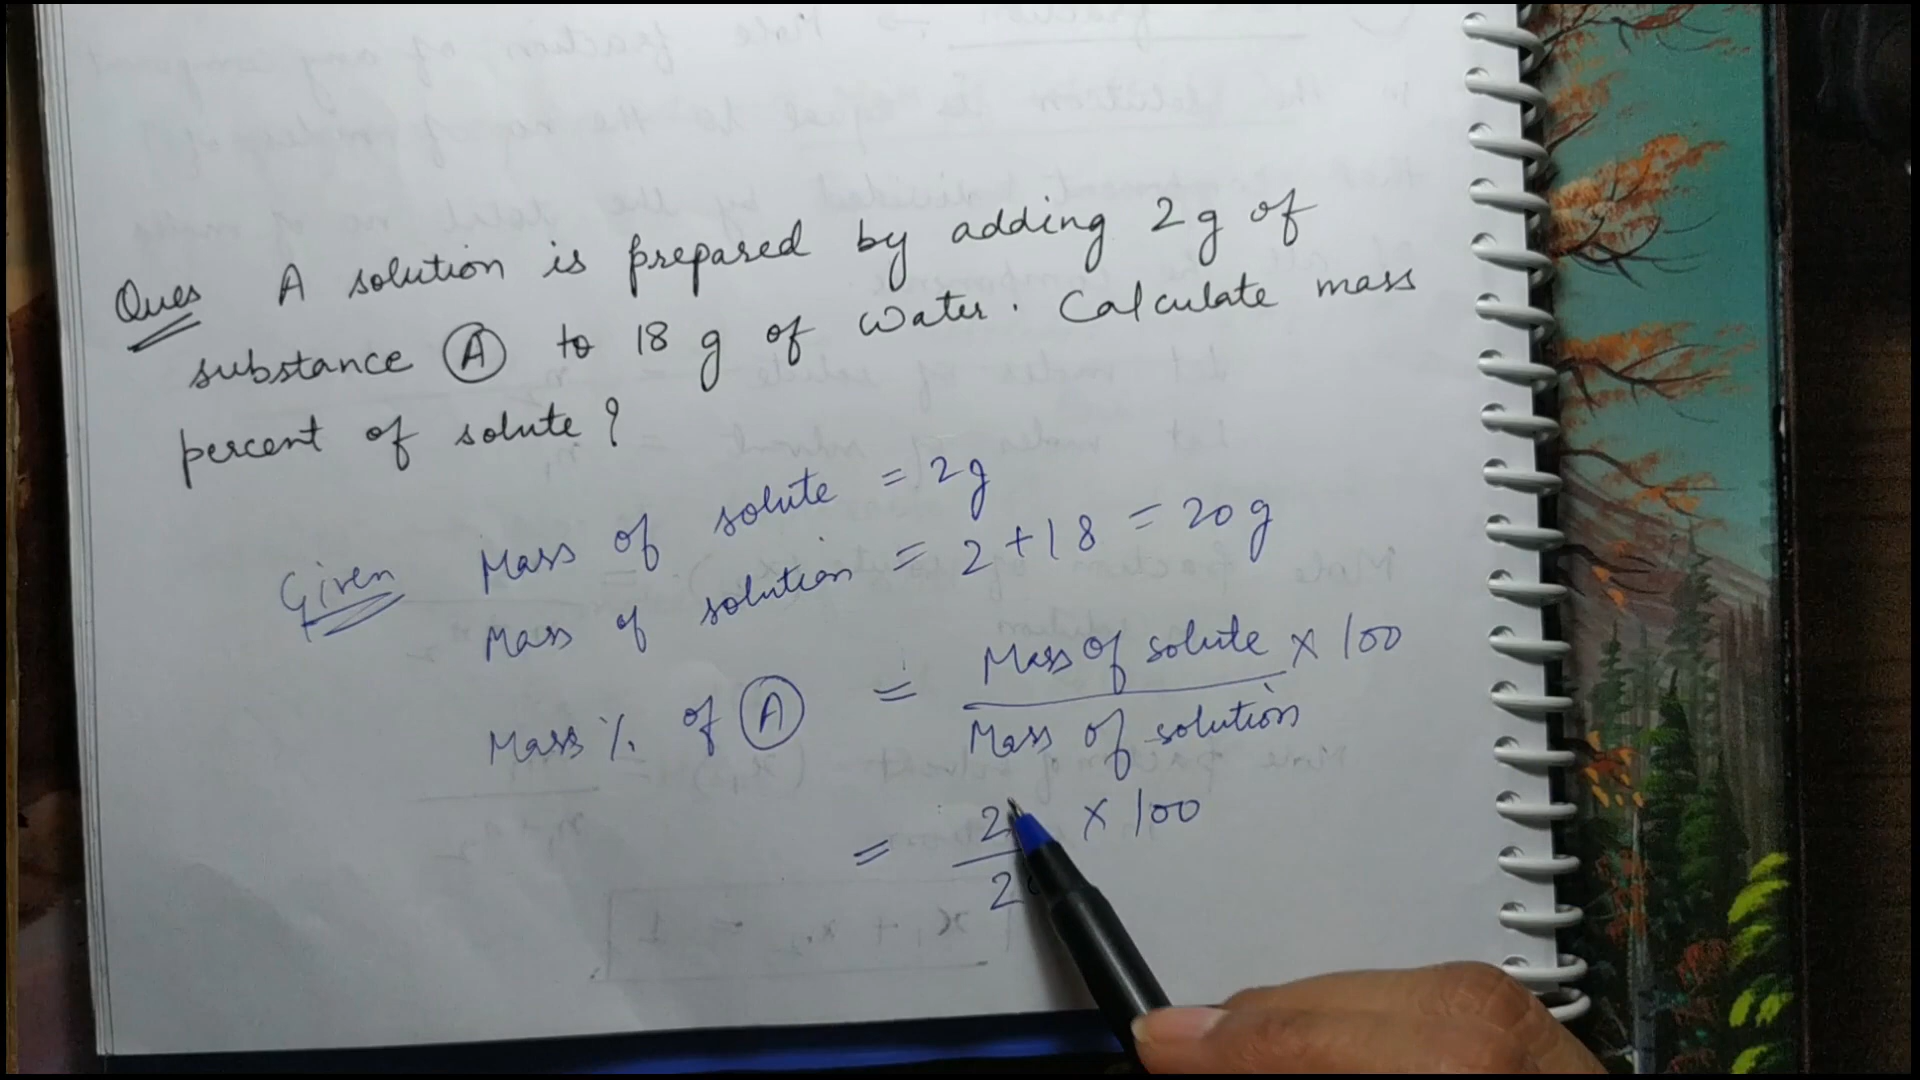 Ques A solution is prepared by adding 2g of
substance A to 18 g of water. Calculate mass
percent of solute?
Given Mass of solute = 2g
Mass of solution = 2 + 18 = 20g
Mass % of A = Mass of solute × 100
Mass of solution
= 2 × 100
2